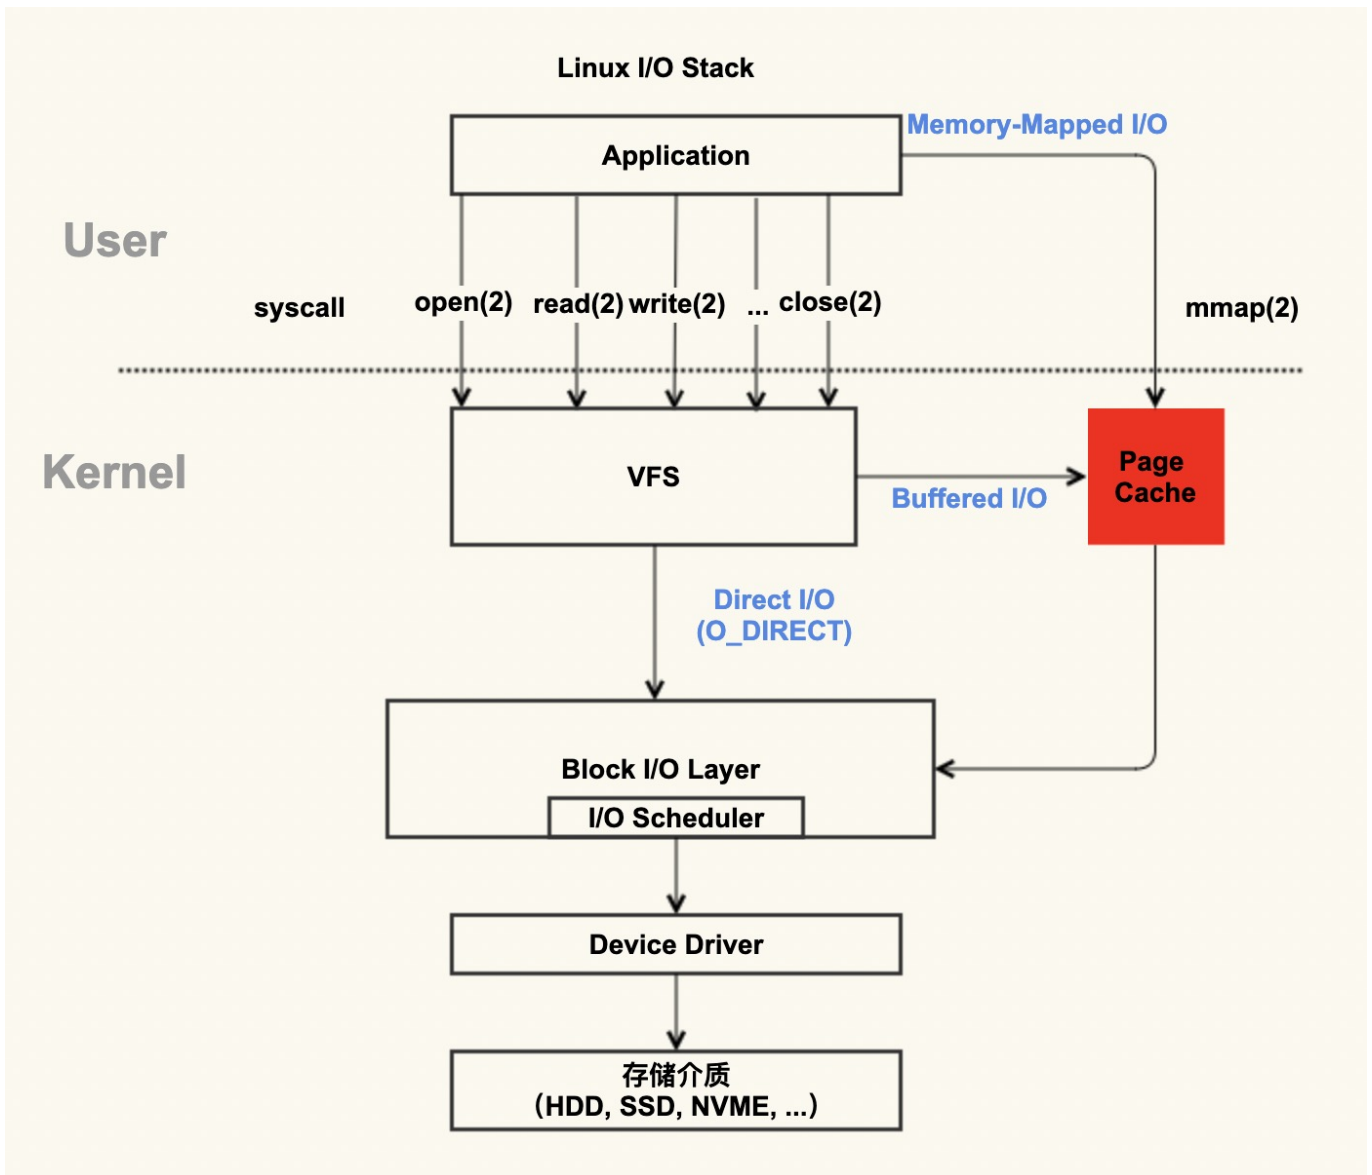 Linux I/O Stack
Memory-Mapped I/O
Application
User
syscall
open(2)
read(2)
write(2)
...
close(2)
mmap(2)
Kernel
VFS
Buffered I/O
Page
Cache
Direct I/O
(O_DIRECT)
Block I/O Layer
I/O Scheduler
Device Driver
存储介质
（HDD, SSD, NVME, ...）